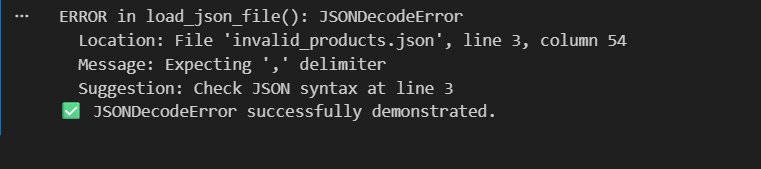 ...
ERROR in load_json_file(): JSONDecodeError
Location: File 'invalid_products.json', line 3, column 54
Message: Expecting ',' delimiter
Suggestion: Check JSON syntax at line 3
✅ JSONDecodeError successfully demonstrated.